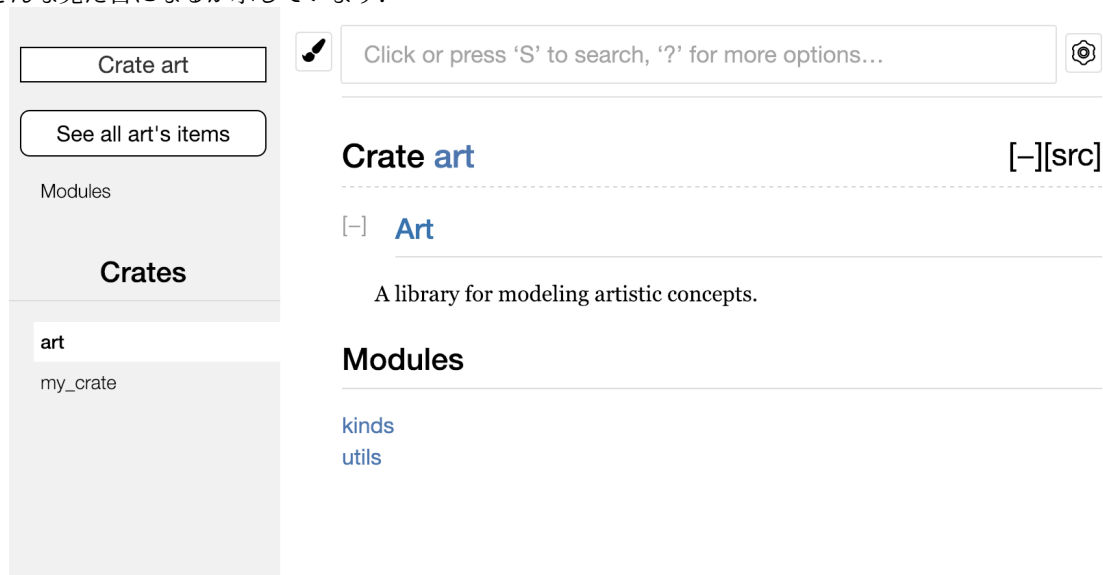 Crate art
See all art's items
Modules
Crates
art
my_crate
Click or press ‘S’ to search, ‘?’ for more options…
Crate art
[−][src]
[−] Art
A library for modeling artistic concepts.
Modules
kinds
utils